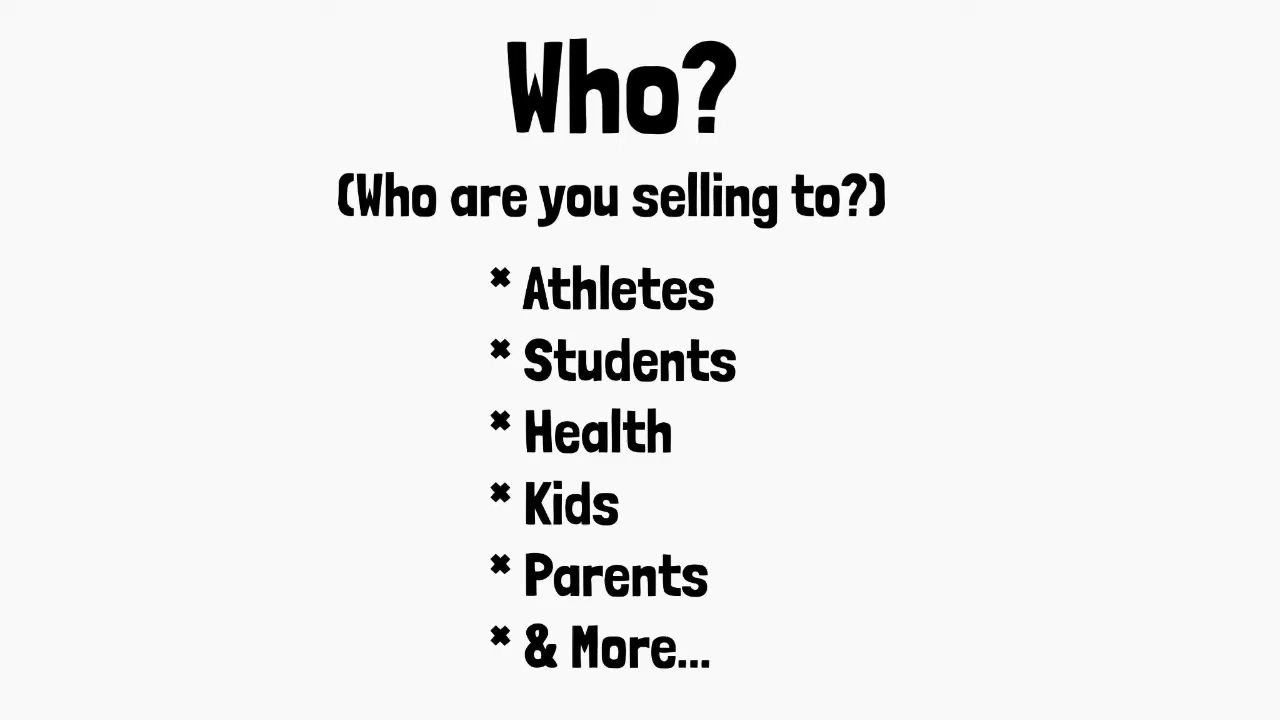 Who?
(Who are you selling to?)
* Athletes
* Students
* Health
* Kids
* Parents
* & More...